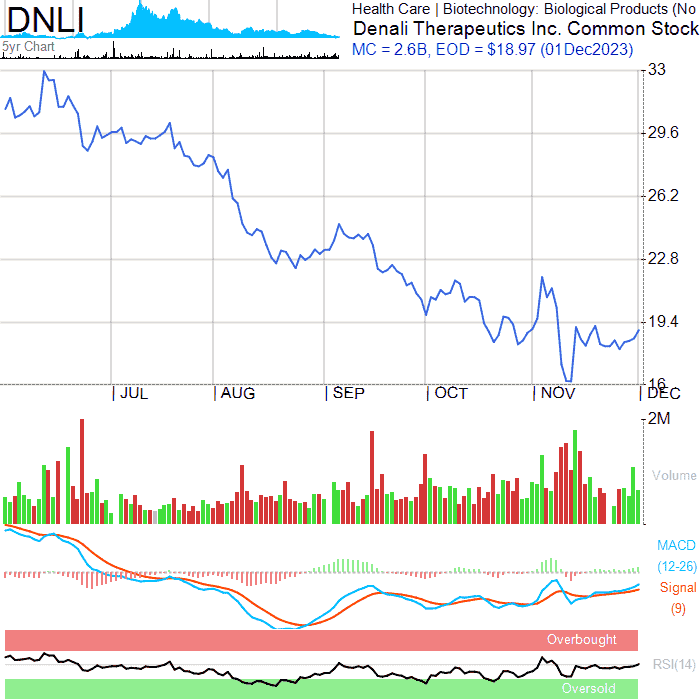 DNLI
5yr Chart
Health Care | Biotechnology: Biological Products (No
Denali Therapeutics Inc. Common Stock
MC = 2.6B, EOD = $18.97 (01Dec2023)
33
29.6
26.2
22.8
19.4
16
JUL
AUG
SEP
OCT
NOV
DEC
2M
Volume
MACD
(12-26)
Signal
(9)
Overbought
RSI(14)
Oversold